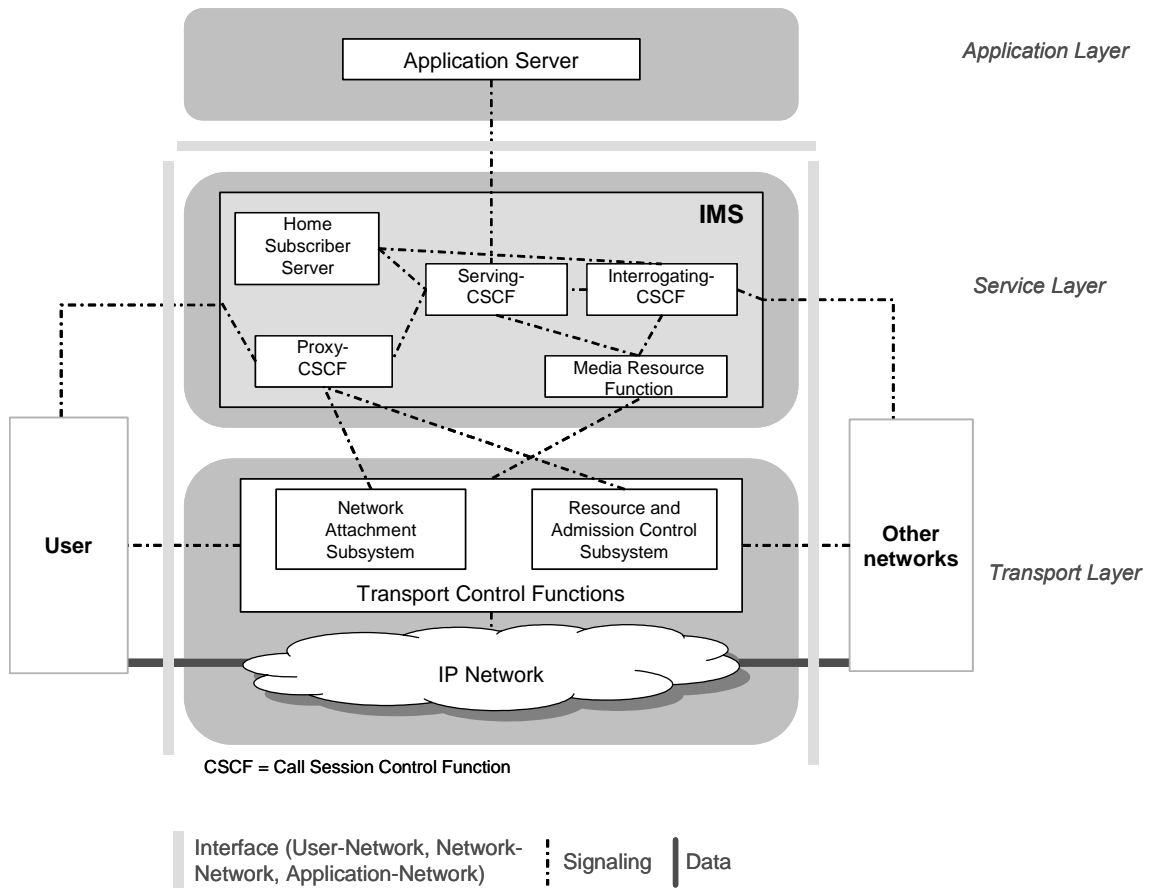 Application Server
Application Layer
IMS
Home
Subscriber
Server
Serving-
CSCF
Interrogating-
CSCF
Service Layer
Proxy-
CSCF
Media Resource
Function
User
Network
Attachment
Subsystem
Resource and
Admission Control
Subsystem
Other
networks
Transport Layer
Transport Control Functions
IP Network
CSCF = Call Session Control Function
Interface (User-Network, Network-
Network, Application-Network)
Signaling
Data